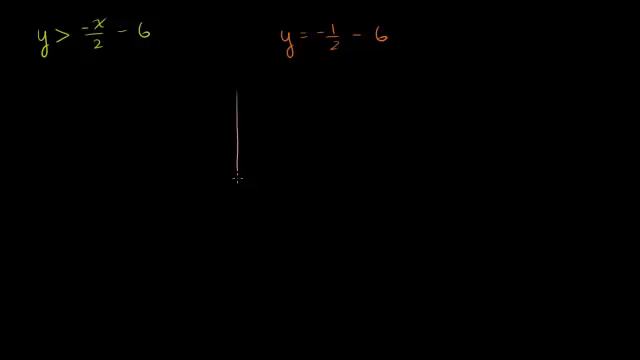 y > -x/2 - 6
y = -1/2 - 6